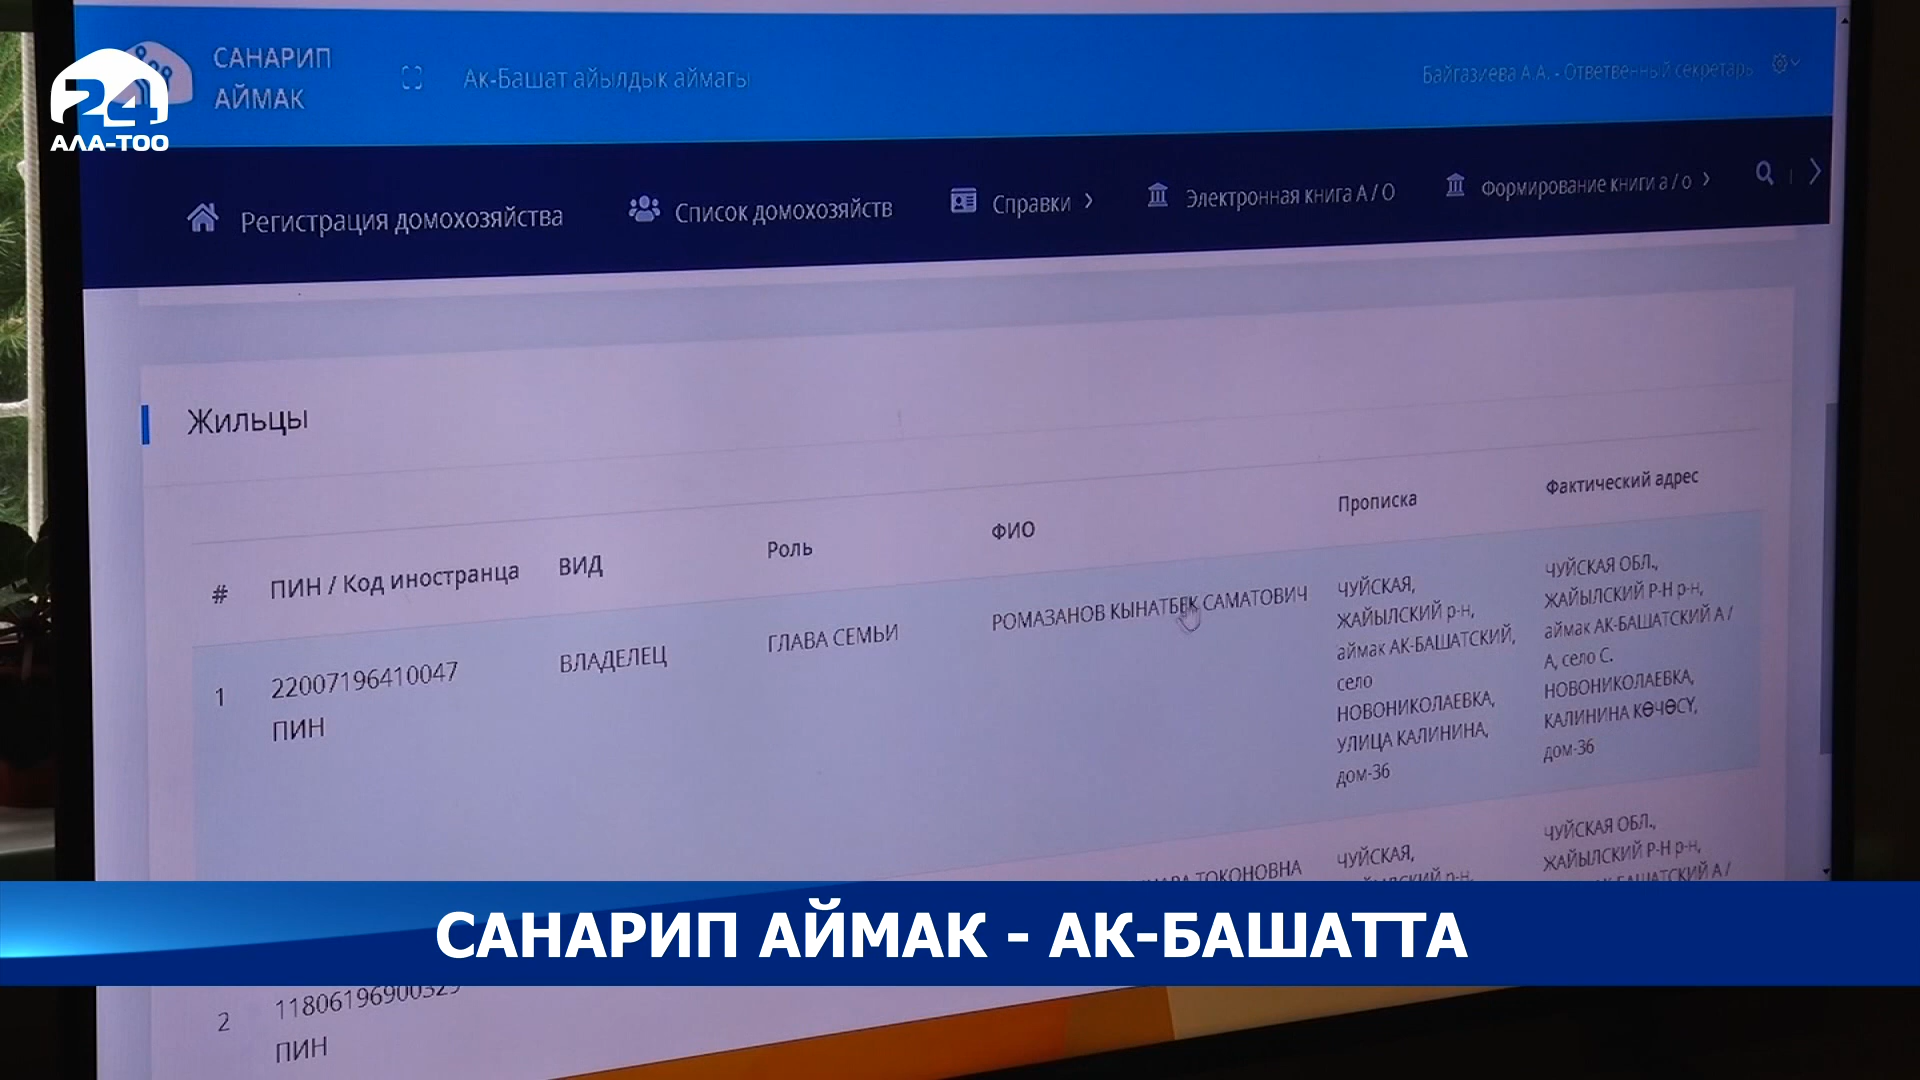 САНАРИП
АЙМАК
24
АЛА-ТОО
Ак-Башат айылдык аймагы
Байгазиева А.А. - Ответственный секретарь
Регистрация домохозяйства
Список домохозяйств
Справки
Электронная книга А / О
Формирование книги а / о
Жильцы
#
ПИН / Код иностранца
ВИД
Роль
ФИО
Прописка
Фактический адрес
1
22007196410047
ПИН
ВЛАДЕЛЕЦ
ГЛАВА СЕМЬИ
РОМАЗАНОВ КЫНАТБЕК САМАТОВИЧ
ЧУЙСКАЯ,
ЖАЙЫЛСКИЙ р-н,
аймак АК-БАШАТСКИЙ,
село
НОВОНИКОЛАЕВКА,
УЛИЦА КАЛИНИНА,
дом-36
ЧУЙСКАЯ ОБЛ.,
ЖАЙЫЛСКИЙ Р-Н р-н,
аймак АК-БАШАТСКИЙ А /
А, село С.
НОВОНИКОЛАЕВКА,
КАЛИНИНА КӨЧӨСҮ,
дом-36
ТОКОНОВНА
ЧУЙСКАЯ,
р-н,
ЧУЙСКАЯ ОБЛ.,
ЖАЙЫЛСКИЙ Р-Н р-н,
А /
САНАРИП АЙМАК - АК-БАШАТТА
2
11806196900329
ПИН